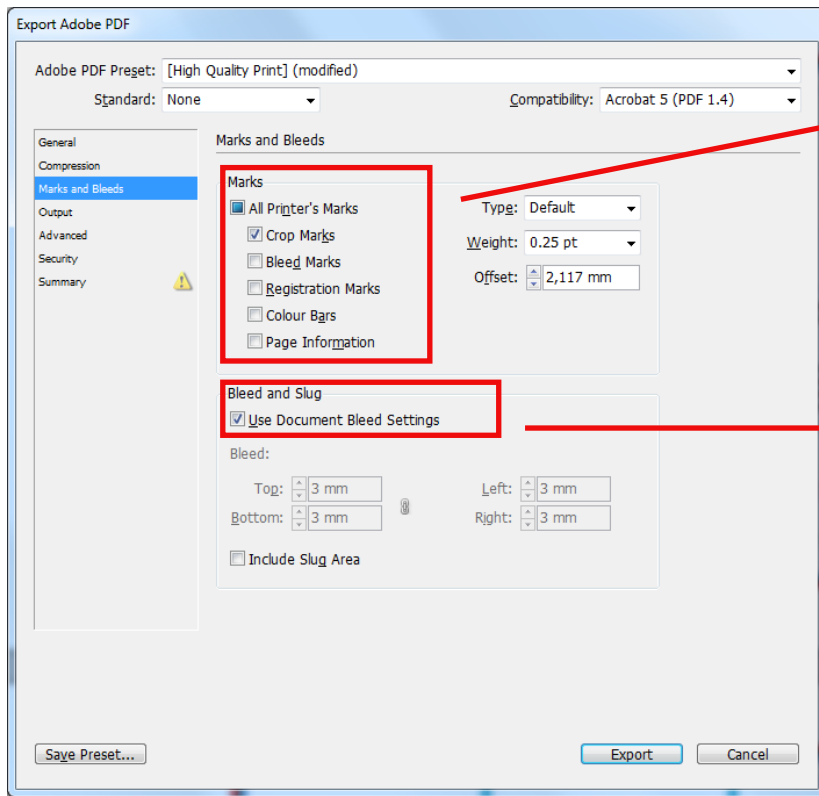 Export Adobe PDF
Adobe PDF Preset: [High Quality Print] (modified)
Standard: None Compatibility: Acrobat 5 (PDF 1.4)
General
Compression
Marks and Bleeds
Output
Advanced
Security
Summary
Marks and Bleeds
Marks
All Printer's Marks
Crop Marks
Bleed Marks
Registration Marks
Colour Bars
Page Information
Type: Default
Weight: 0.25 pt
Offset: 2,117 mm
Bleed and Slug
Use Document Bleed Settings
Bleed:
Top: 3 mm Left: 3 mm
Bottom: 3 mm Right: 3 mm
Include Slug Area
Save Preset... Export Cancel